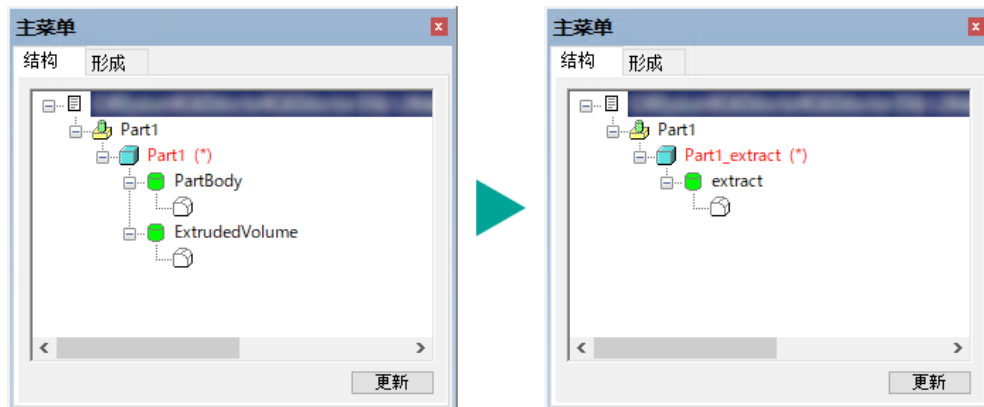 主菜单
结构 形成
Part1
Part1 (*)
PartBody
ExtrudedVolume
更新
主菜单
结构 形成
Part1
Part1_extract (*)
extract
更新